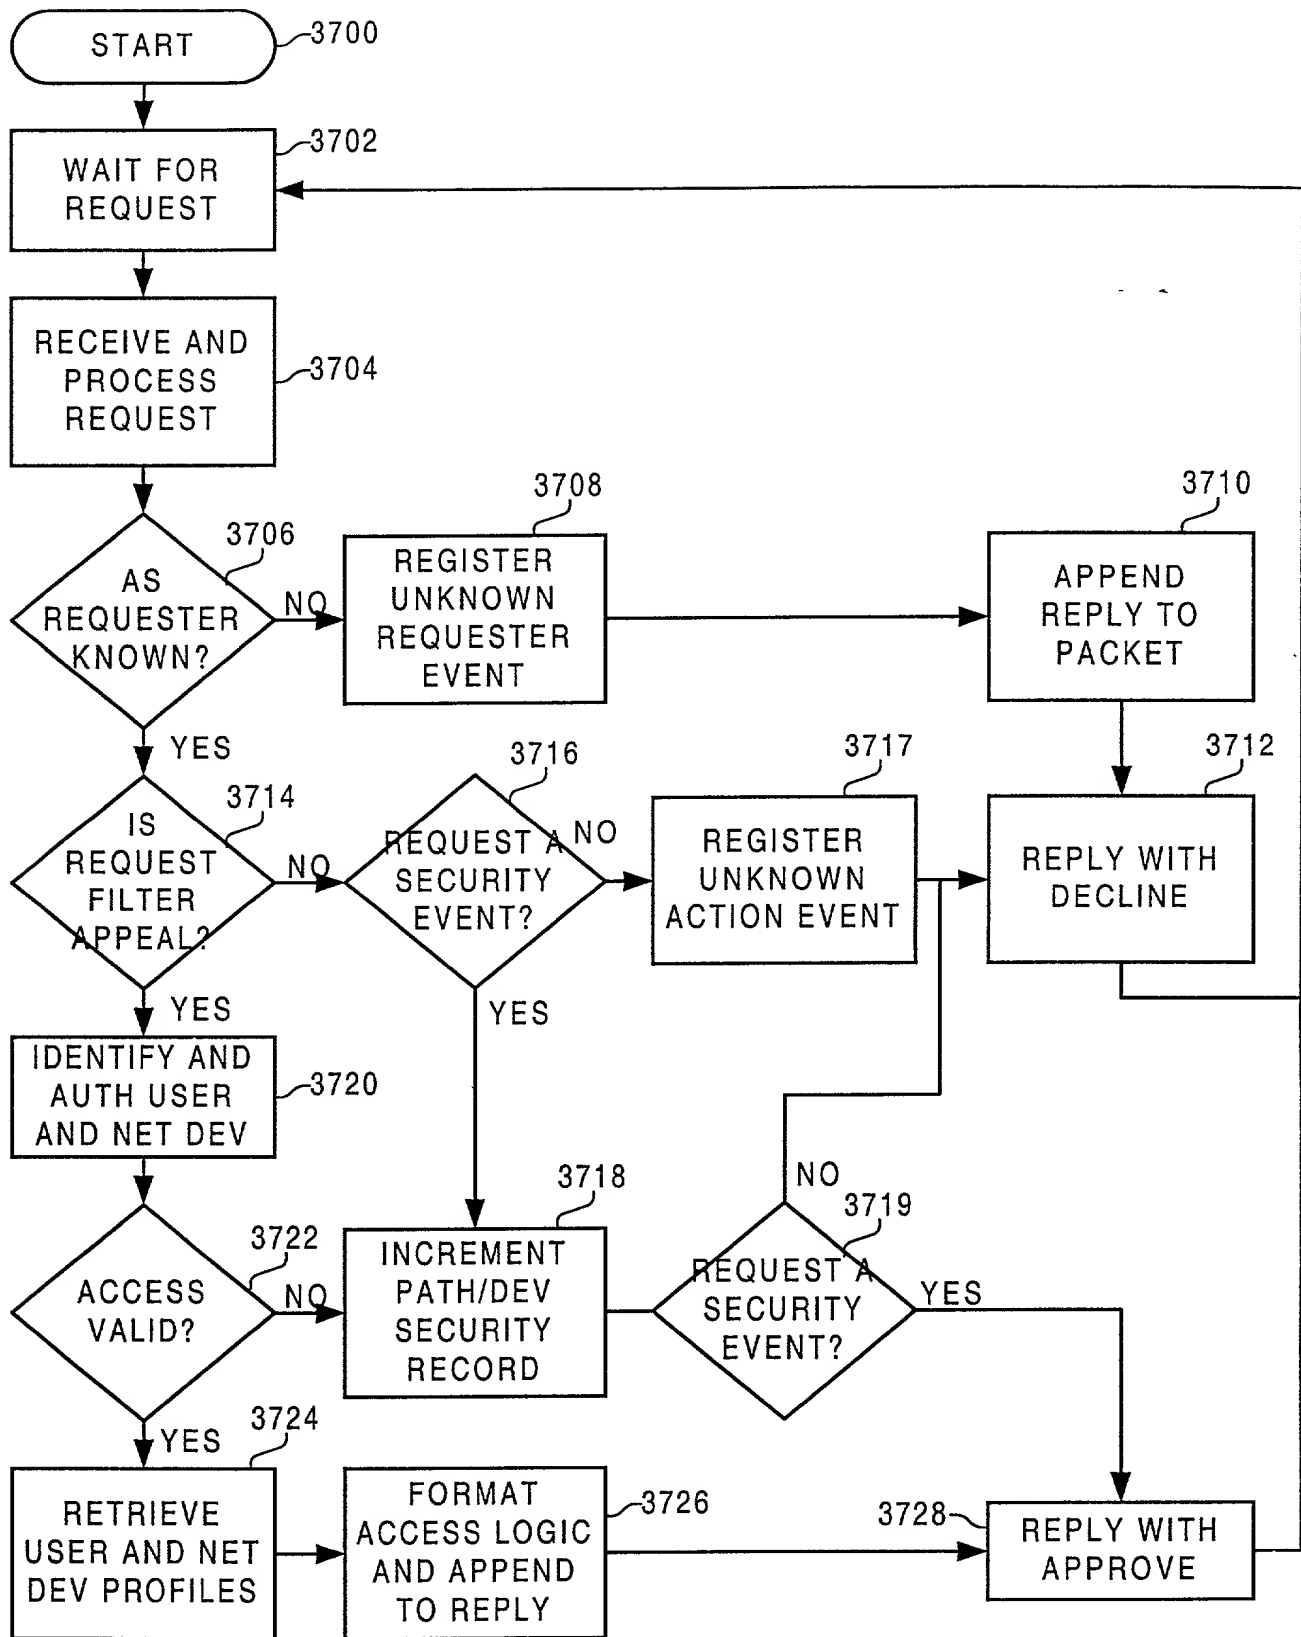 START
3700
WAIT FOR
REQUEST
3702
RECEIVE AND
PROCESS
REQUEST
3704
AS
REQUESTER
KNOWN?
3706
NO
REGISTER
UNKNOWN
REQUESTER
EVENT
3708
APPEND
REPLY TO
PACKET
3710
YES
IS
REQUEST
FILTER
APPEAL?
3714
NO
REQUEST A
SECURITY
EVENT?
3716
NO
REGISTER
UNKNOWN
ACTION EVENT
3717
REPLY WITH
DECLINE
3712
YES
YES
IDENTIFY AND
AUTH USER
AND NET DEV
3720
ACCESS
VALID?
3722
NO
INCREMENT
PATH/DEV
SECURITY
RECORD
3718
NO
REQUEST A
SECURITY
EVENT?
3719
YES
YES
RETRIEVE
USER AND NET
DEV PROFILES
3724
FORMAT
ACCESS LOGIC
AND APPEND
TO REPLY
3726
3728
REPLY WITH
APPROVE